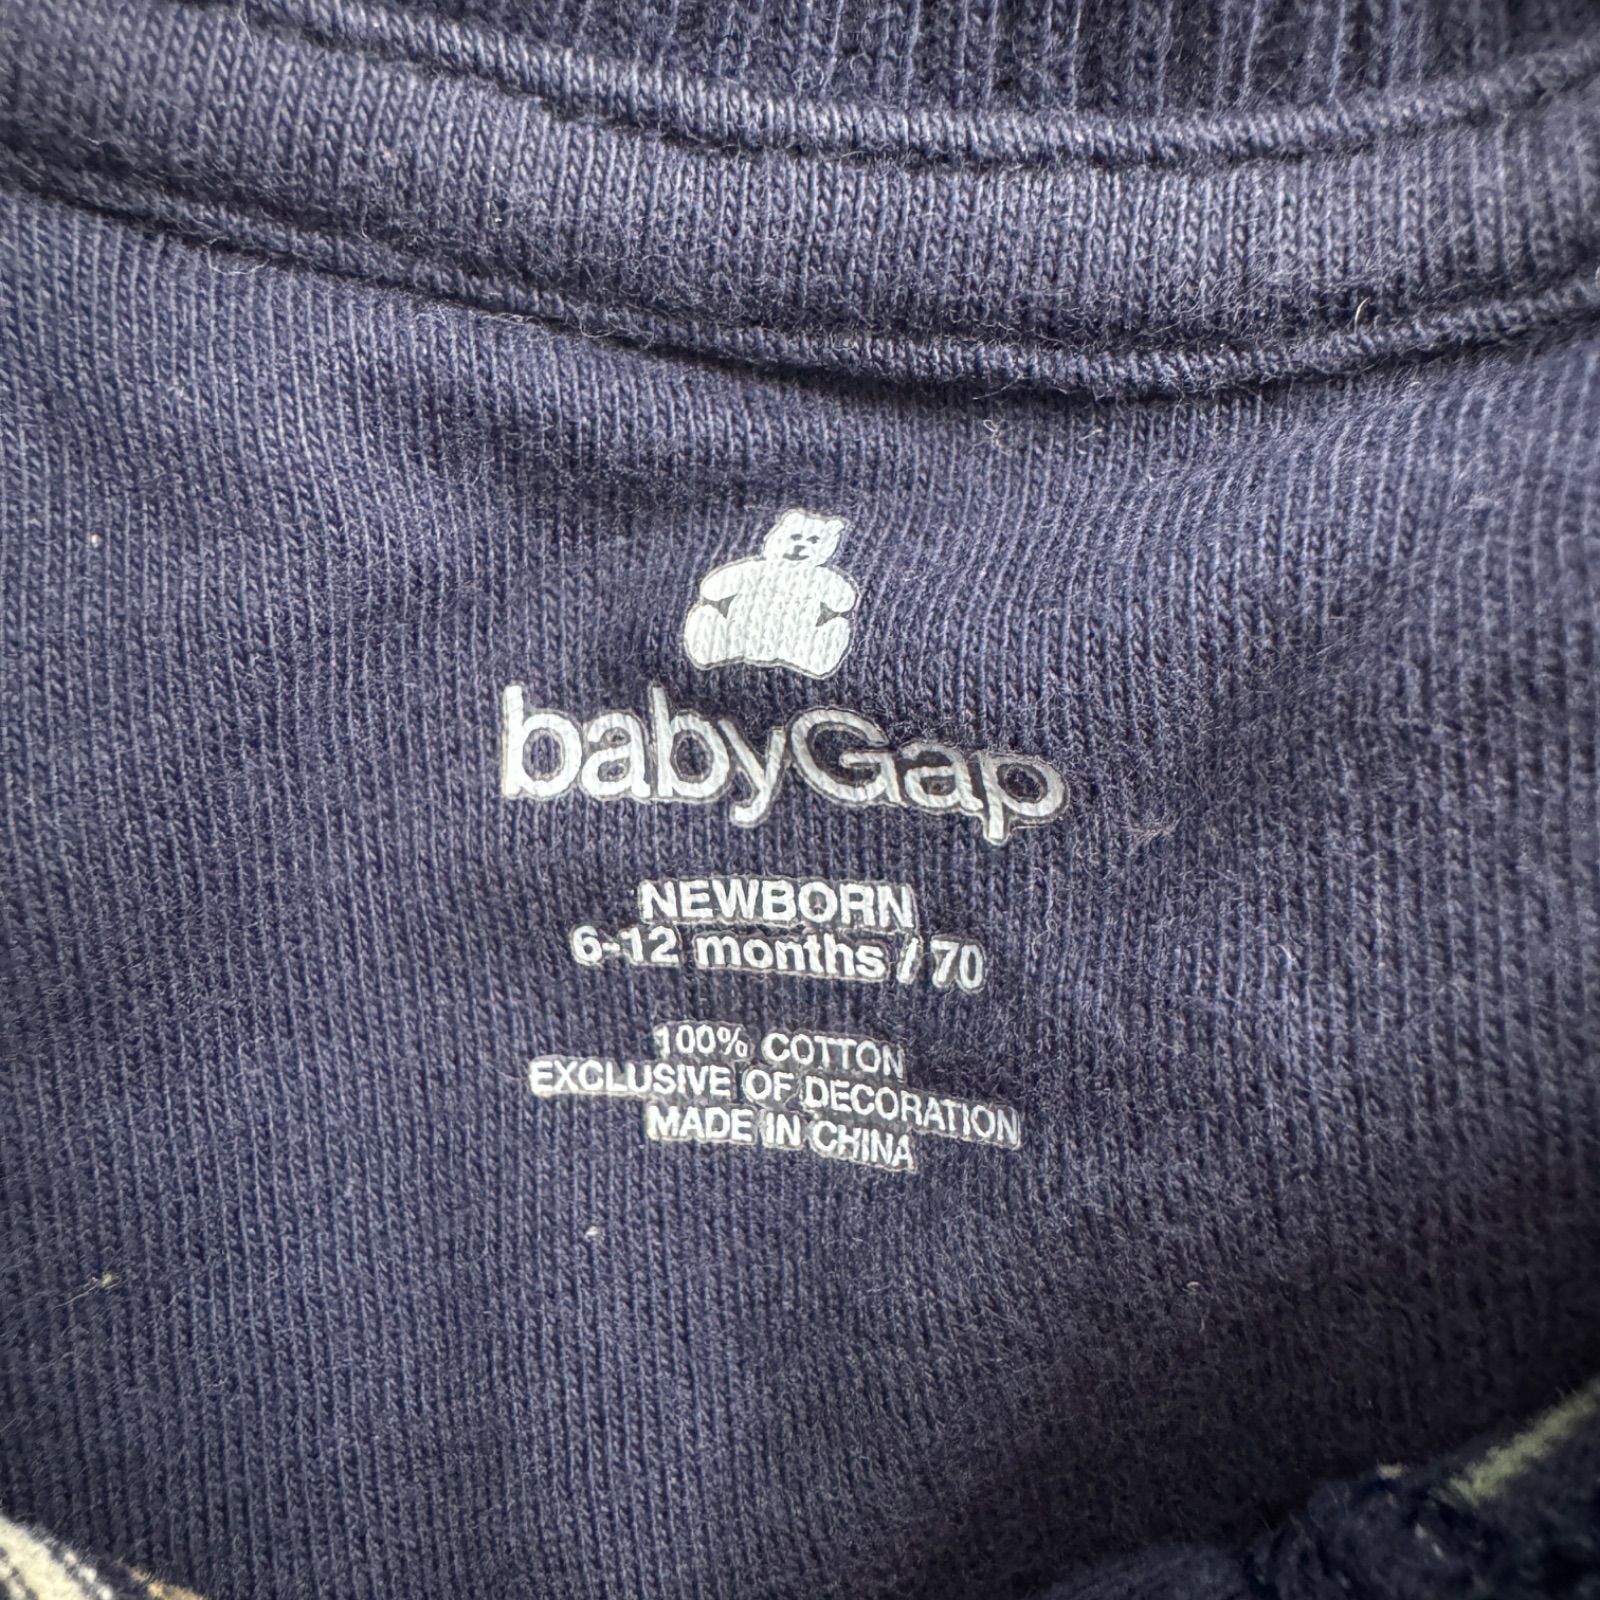 babyGap
NEWBORN
6-12 months / 70
100% COTTON
EXCLUSIVE OF DECORATION
MADE IN CHINA